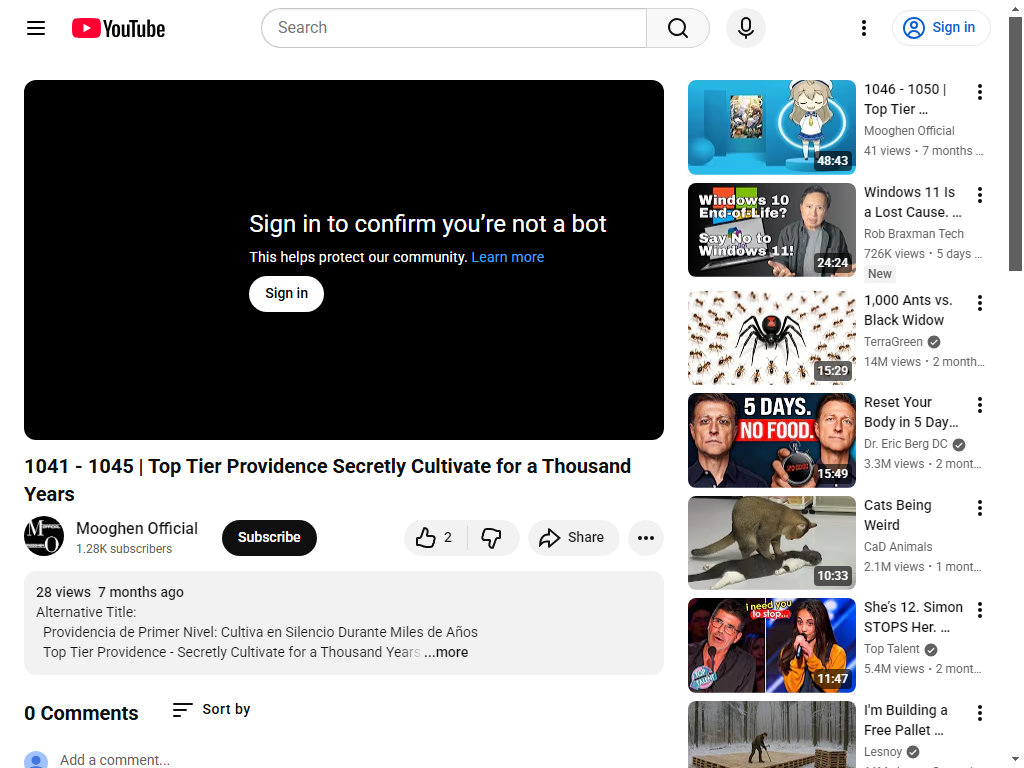 YouTube
Search
Sign in
Sign in to confirm you're not a bot
This helps protect our community. Learn more
Sign in
1041 - 1045 | Top Tier Providence Secretly Cultivate for a Thousand
Years
Mooghen Official
1.28K subscribers
Subscribe
2
Share
28 views 7 months ago
Alternative Title:
Providencia de Primer Nivel: Cultiva en Silencio Durante Miles de Años
Top Tier Providence - Secretly Cultivate for a Thousand Years ...more
0 Comments
Sort by
Add a comment...
48:43
1046 - 1050 |
Top Tier ...
Mooghen Official
41 views • 7 months ...
Windows 10
End-of-Life?
Say No to
Windows 11!
24:24
Windows 11 Is
a Lost Cause. ...
Rob Braxman Tech
726K views • 5 days ...
New
15:29
1,000 Ants vs.
Black Widow
TerraGreen
14M views • 2 month...
5 DAYS.
NO FOOD.
15:49
Reset Your
Body in 5 Day...
Dr. Eric Berg DC
3.3M views • 2 mont...
10:33
Cats Being
Weird
CaD Animals
2.1M views • 1 mont...
i need you
to stop...
TOP
TALENT
11:47
She's 12. Simon
STOPS Her. ...
Top Talent
5.4M views • 2 mont...
I'm Building a
Free Pallet ...
Lesnoy